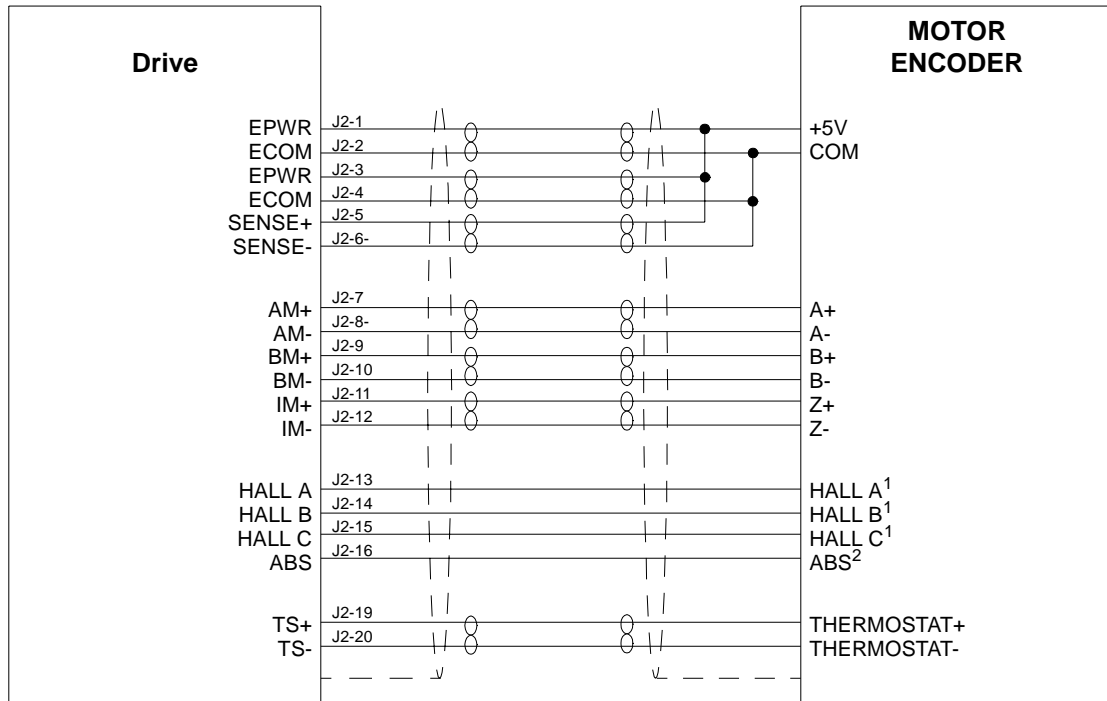 Drive
MOTOR
ENCODER
EPWR J2-1 +5V
ECOM J2-2 COM
EPWR J2-3
ECOM J2-4
SENSE+ J2-5
SENSE- J2-6-
AM+ J2-7 A+
AM- J2-8- A-
BM+ J2-9 B+
BM- J2-10 B-
IM+ J2-11 Z+
IM- J2-12 Z-
HALL A J2-13 HALL A¹
HALL B J2-14 HALL B¹
HALL C J2-15 HALL C¹
ABS J2-16 ABS²
TS+ J2-19 THERMOSTAT+
TS- J2-20 THERMOSTAT-